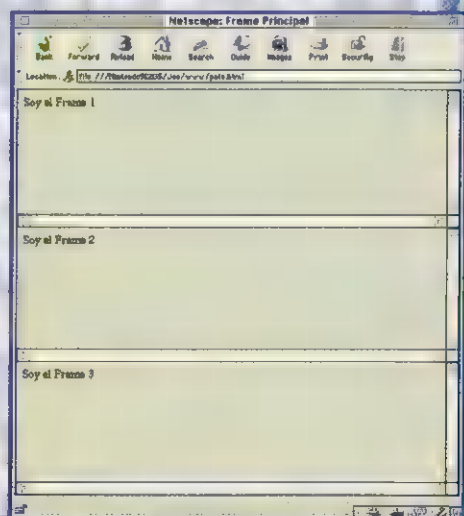 Netscape: Frame Principal
Back Forward Reload Home Search Guide Images Print Security Stop
Location:
Soy el Frame 1
Soy el Frame 2
Soy el Frame 3